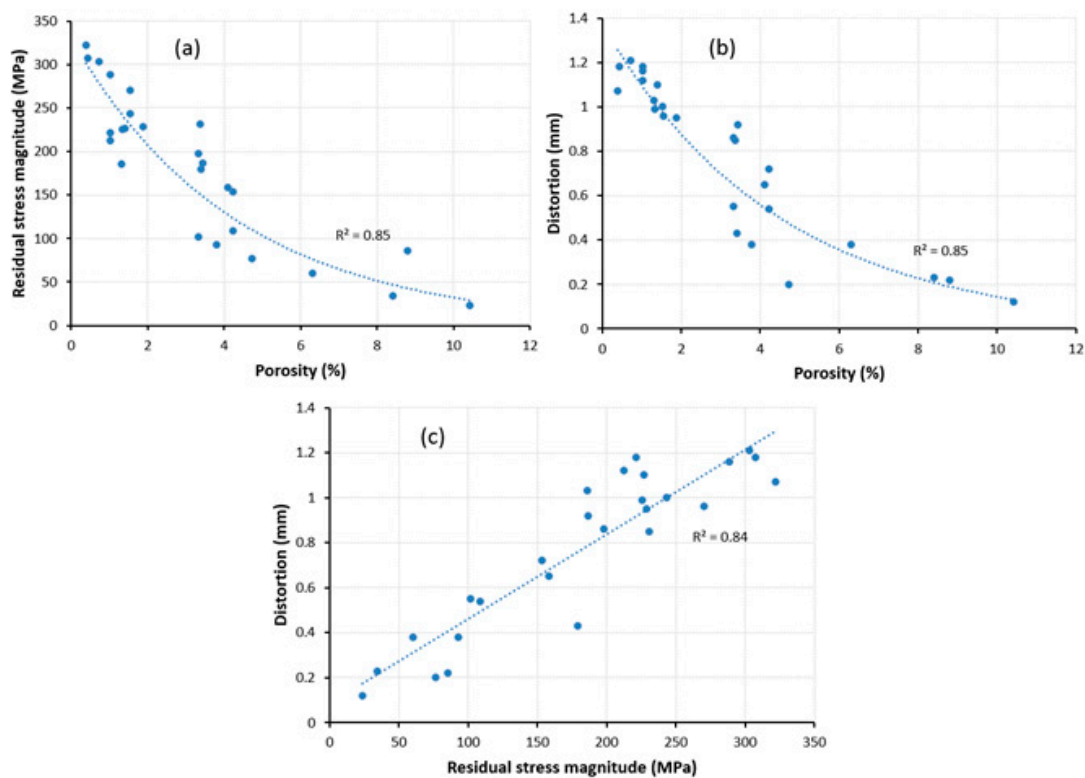 (a)
Residual stress magnitude (MPa)
350
300
250
200
150
100
50
0
R² = 0.85
0 2 4 6 8 10 12
Porosity (%)
(b)
Distortion (mm)
1.4
1.2
1
0.8
0.6
0.4
0.2
0
R² = 0.85
0 2 4 6 8 10 12
Porosity (%)
(c)
Distortion (mm)
1.4
1.2
1
0.8
0.6
0.4
0.2
0
R² = 0.84
0 50 100 150 200 250 300 350
Residual stress magnitude (MPa)